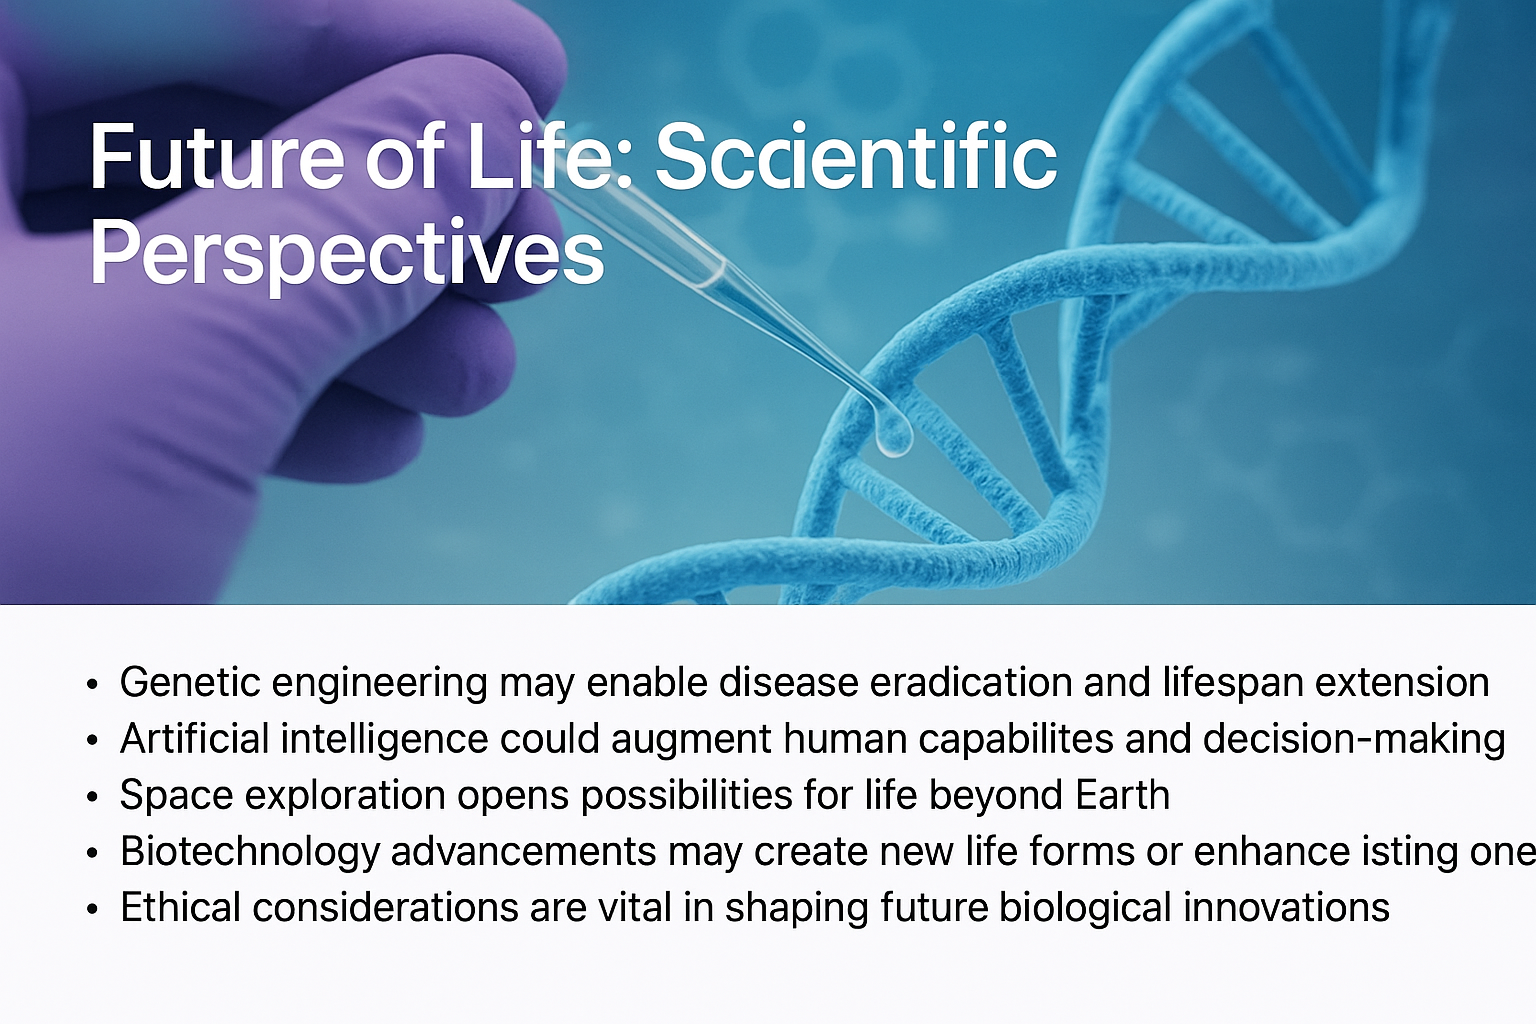 Future of Life: Sccientific
Perspectives
• Genetic engineering may enable disease eradication and lifespan extension
• Artificial intelligence could augment human capabilites and decision-making
• Space exploration opens possibilities for life beyond Earth
• Biotechnology advancements may create new life forms or enhance isting one
• Ethical considerations are vital in shaping future biological innovations